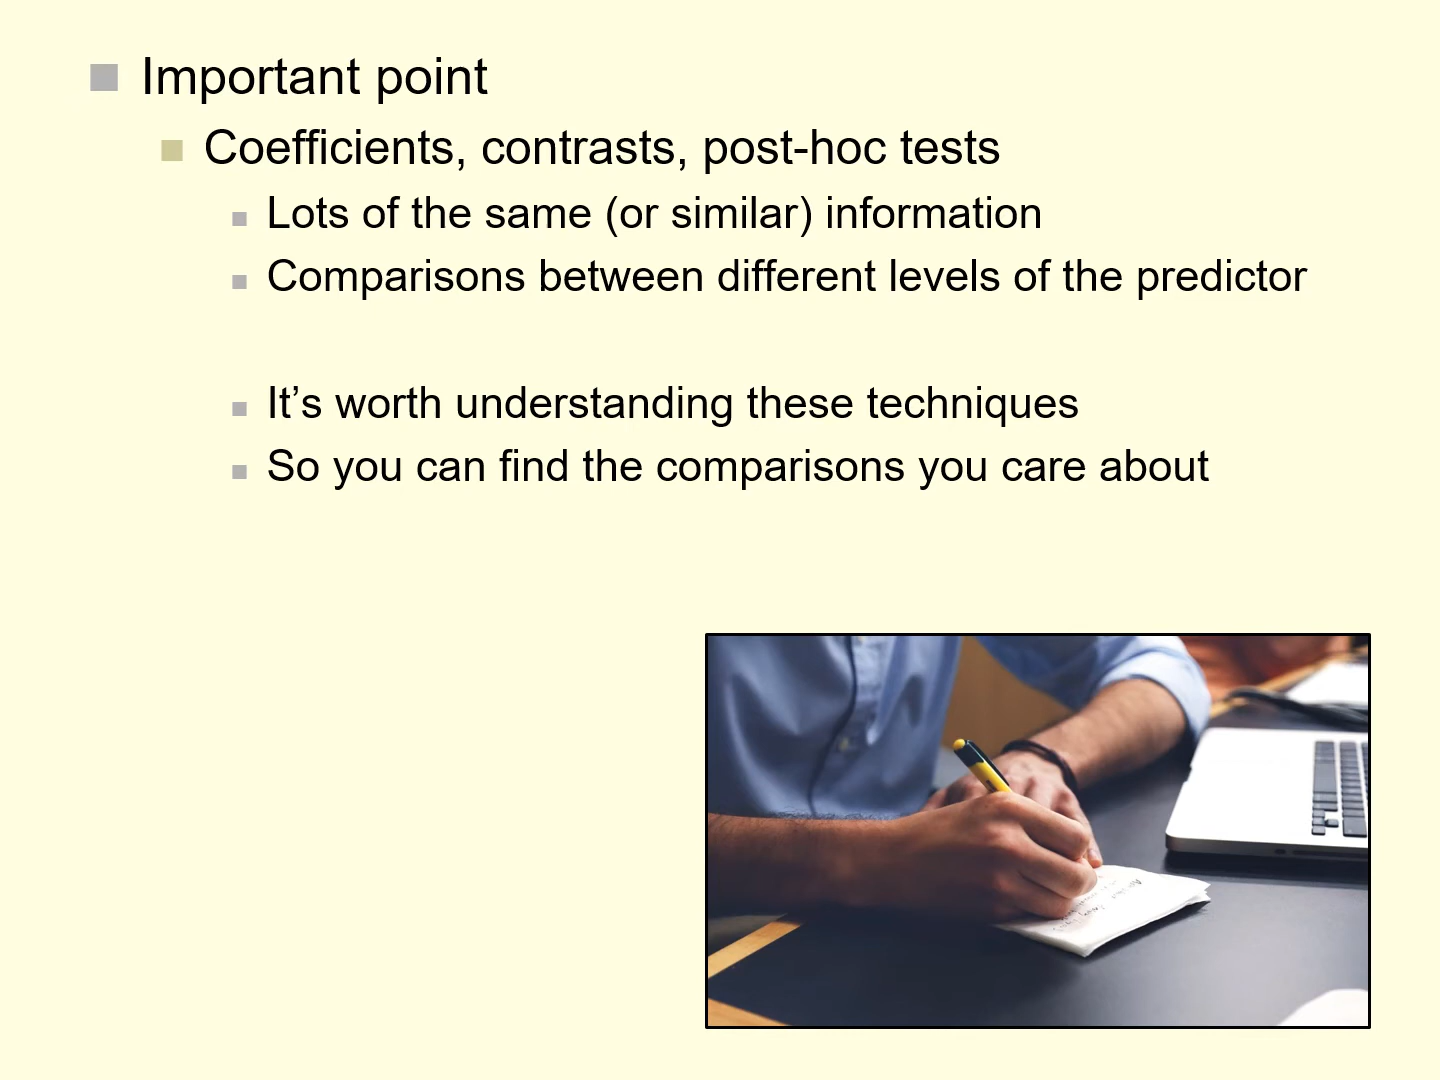 Important point
Coefficients, contrasts, post-hoc tests
Lots of the same (or similar) information
Comparisons between different levels of the predictor
It’s worth understanding these techniques
So you can find the comparisons you care about